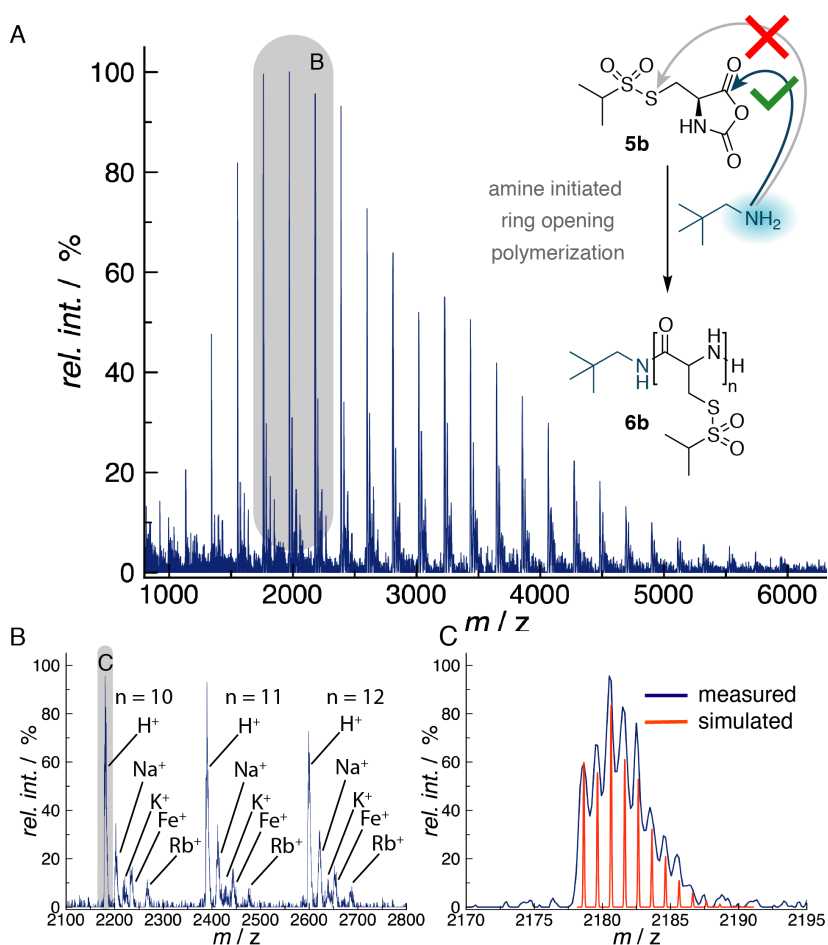 A
B
100
80
60
40
20
0
rel. int. / %
1000
2000
3000
4000
5000
6000
m / z
O
O
S
S
O
O
HN
O
5b
amine initiated
ring opening
polymerization
NH2
O
H
N
N
H
H
n
S
S
O
O
6b
B
100
80
60
40
20
0
rel. int. / %
C
n = 10
n = 11
n = 12
H+
H+
H+
Na+
Na+
Na+
K+
K+
K+
Fe+
Fe+
Fe+
Rb+
Rb+
Rb+
2100
2200
2300
2400
2500
2600
2700
2800
m / z
C
100
80
60
40
20
0
rel. int. / %
measured
simulated
2170
2175
2180
2185
2190
2195
m / z